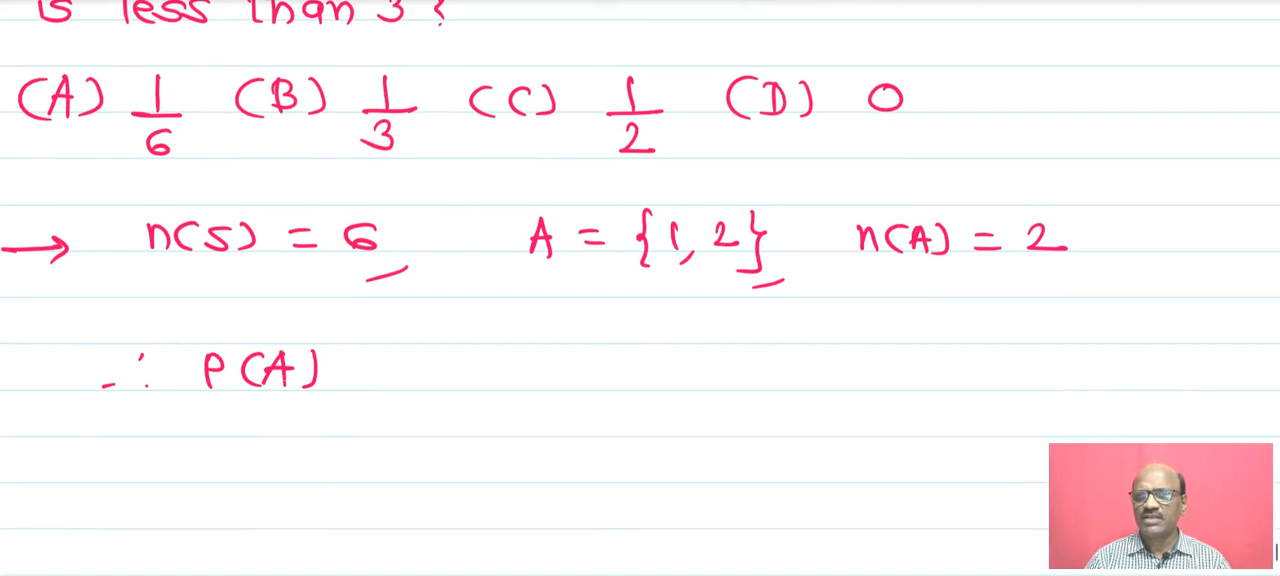 is less than 3?
(A) 1/6 (B) 1/3 (C) 1/2 (D) 0
→ n(S) = 6 A = {1, 2} n(A) = 2
∴ P(A)